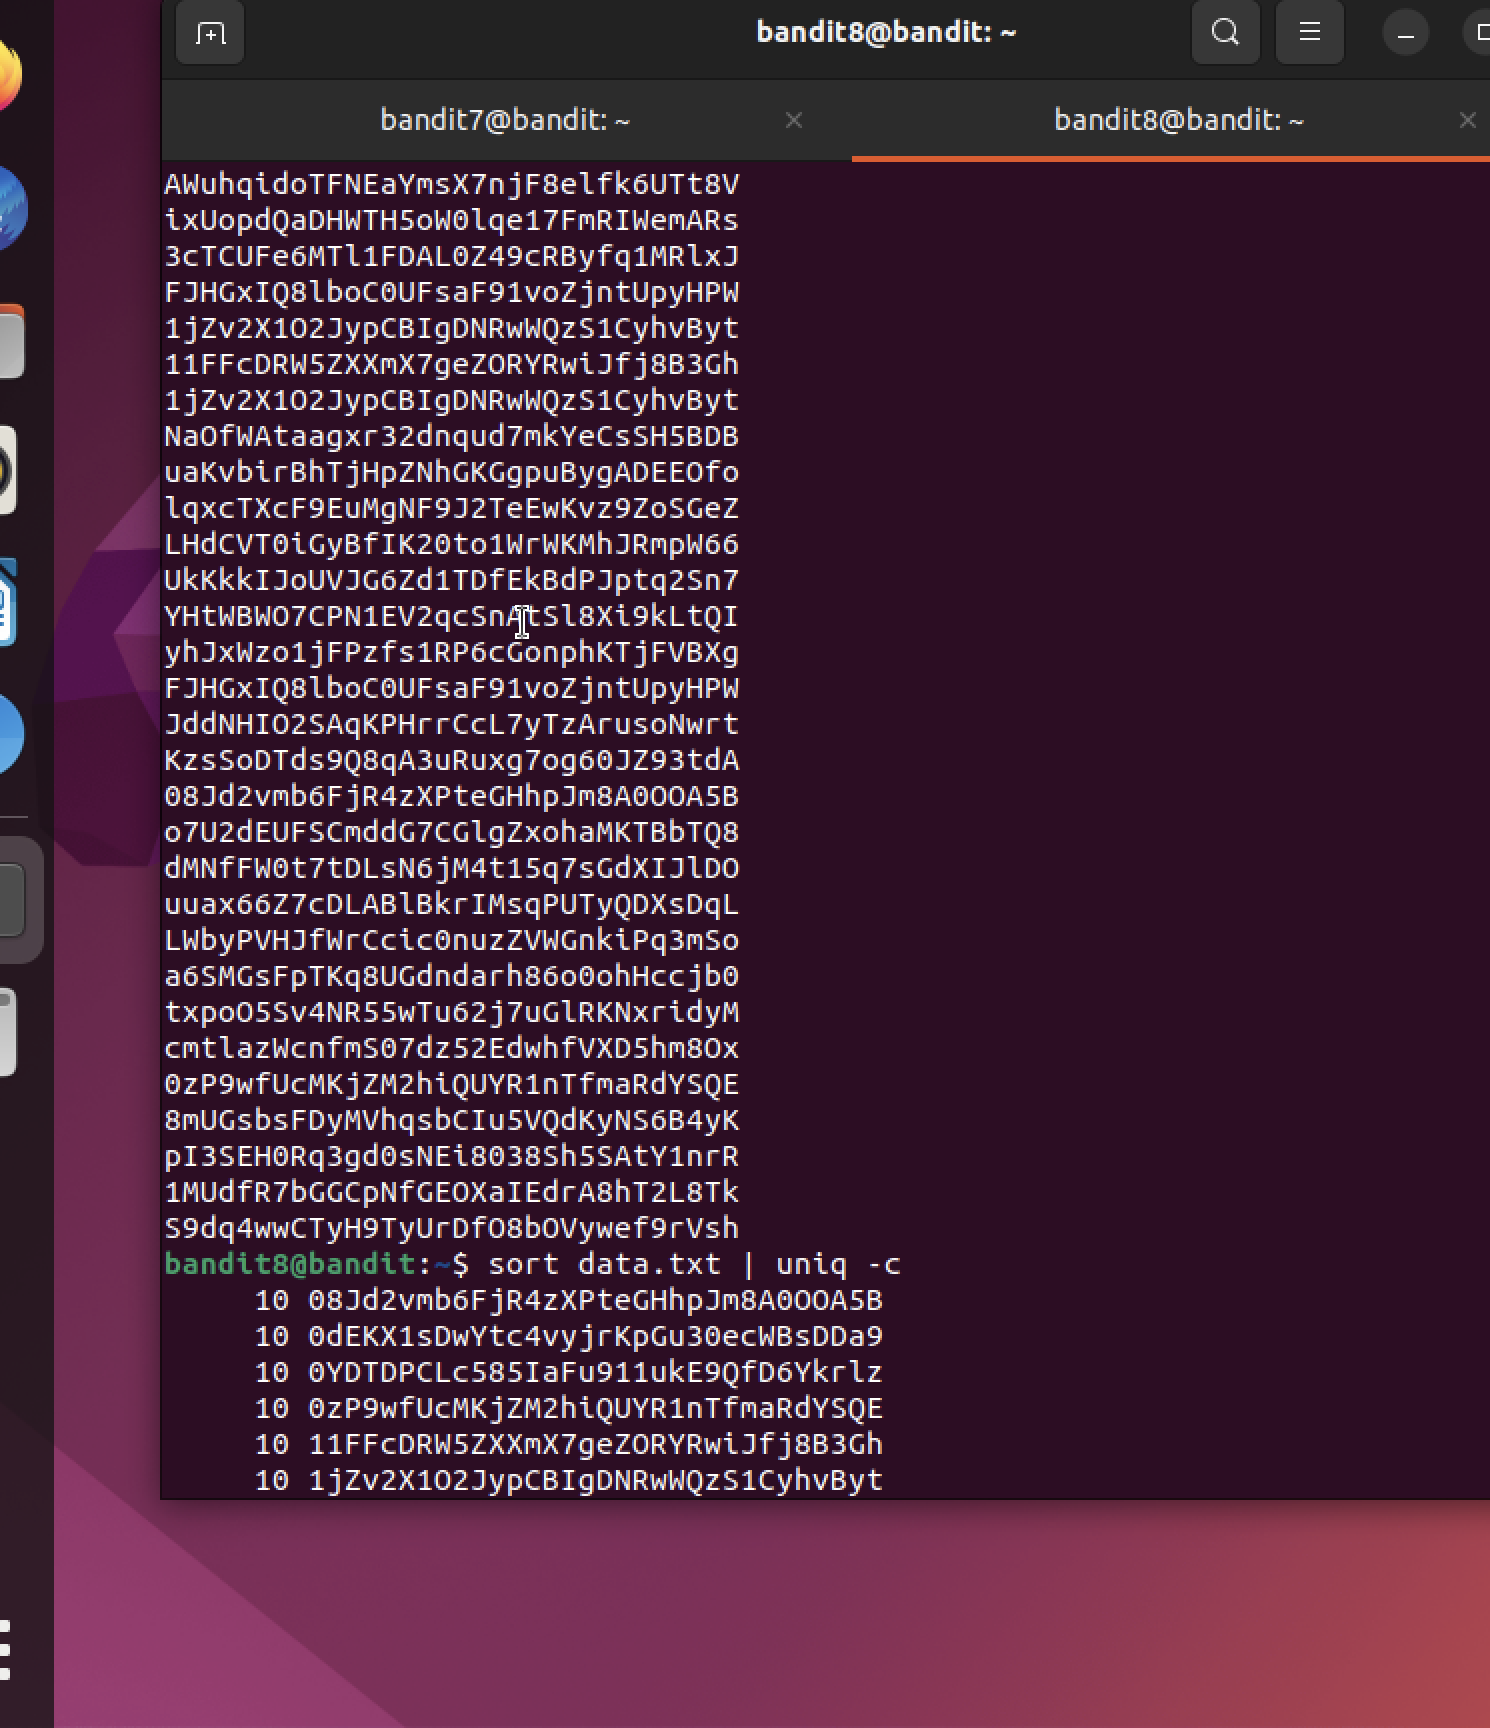 bandit8@bandit: ~
bandit7@bandit: ~
bandit8@bandit: ~
AWuhqidoTFNEaYmsX7njF8elfk6UTt8V
ixUopdQaDHWTH5oW0lqe17FmRIWemARs
3cTCUFe6MTl1FDAL0Z49cRByfq1MRlxJ
FJHGxIQ8lboC0UFsaF91voZjntUpyHPW
1jZv2X1O2JypCBIgDNRwWQzS1CyhvByt
11FFcDRW5ZXXmX7geZORYRwiJfj8B3Gh
1jZv2X1O2JypCBIgDNRwWQzS1CyhvByt
NaOfWAtaagxr32dnqud7mkYeCsSH5BDB
uaKvbirBhTjHpZNhGKGgpuBygADEEOfo
lqxcTXcF9EuMgNF9J2TeEwKvz9ZoSGeZ
LHdCVT0iGyBfIK20to1WrWKMhJRmpW66
UkKkkIJoUVJG6Zd1TDfEkBdPJptq2Sn7
YHtWBWO7CPN1EV2qcSnAtSl8Xi9kLtQI
yhJxWzo1jFPzfs1RP6cGonphKTjFVBXg
FJHGxIQ8lboC0UFsaF91voZjntUpyHPW
JddNHIO2SAqKPHrrCcL7yTzArusoNwrt
KzsSoDTds9Q8qA3uRuxg7og60JZ93tdA
08Jd2vmb6FjR4zXPteGHhpJm8A0OOA5B
o7U2dEUFSCmddG7CGlgZxohaMKTBbTQ8
dMNfFW0t7tDLsN6jM4t15q7sGdXIJlDO
uuax66Z7cDLABlBkrIMsqPUTyQDXsDqL
LWbyPVHJfWrCcic0nuzZVWGnkiPq3mSo
a6SMGsFpTKq8UGdndarh86o0ohHccjb0
txpoO5Sv4NR55wTu62j7uGlRKNxridyM
cmtlazWcnfmS07dz52EdwhfVXD5hm8Ox
0zP9wfUcMKjZM2hiQUYR1nTfmaRdYSQE
8mUGsbsFDyMVhqsbCIu5VQdKyNS6B4yK
pI3SEH0Rq3gd0sNEi8038Sh5SAtY1nrR
1MUdfR7bGGCpNfGEOXaIEdrA8hT2L8Tk
S9dq4wwCTyH9TyUrDfO8bOVywef9rVsh
bandit8@bandit:~$ sort data.txt | uniq -c
10 08Jd2vmb6FjR4zXPteGHhpJm8A0OOA5B
10 0dEKX1sDwYtc4vyjrKpGu30ecWBsDDa9
10 0YDTDPCLc585IaFu911ukE9QfD6Ykrlz
10 0zP9wfUcMKjZM2hiQUYR1nTfmaRdYSQE
10 11FFcDRW5ZXXmX7geZORYRwiJfj8B3Gh
10 1jZv2X1O2JypCBIgDNRwWQzS1CyhvByt